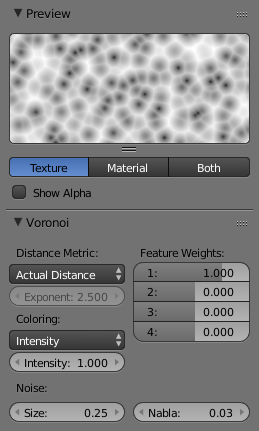 Preview
Texture Material Both
Show Alpha
Voronoi
Distance Metric: Feature Weights:
Actual Distance 1: 1.000
Exponent: 2.500 2: 0.000
Coloring: 3: 0.000
Intensity 4: 0.000
Intensity: 1.000
Noise:
Size: 0.25 Nabla: 0.03